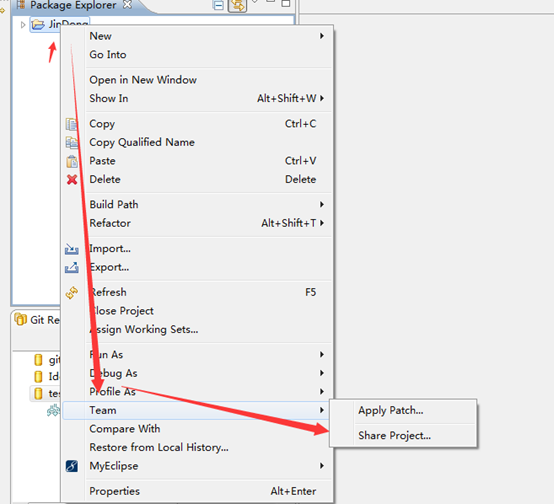 Package Explorer
JinDong
New
Go Into
Open in New Window
Show In Alt+Shift+W
Copy Ctrl+C
Copy Qualified Name
Paste Ctrl+V
Delete Delete
Build Path
Refactor Alt+Shift+T
Import...
Export...
Refresh F5
Close Project
Assign Working Sets...
Run As
Debug As
Profile As
Team
Compare With
Restore from Local History...
MyEclipse
Properties Alt+Enter
Apply Patch...
Share Project...
Git Re
git
Id
tes